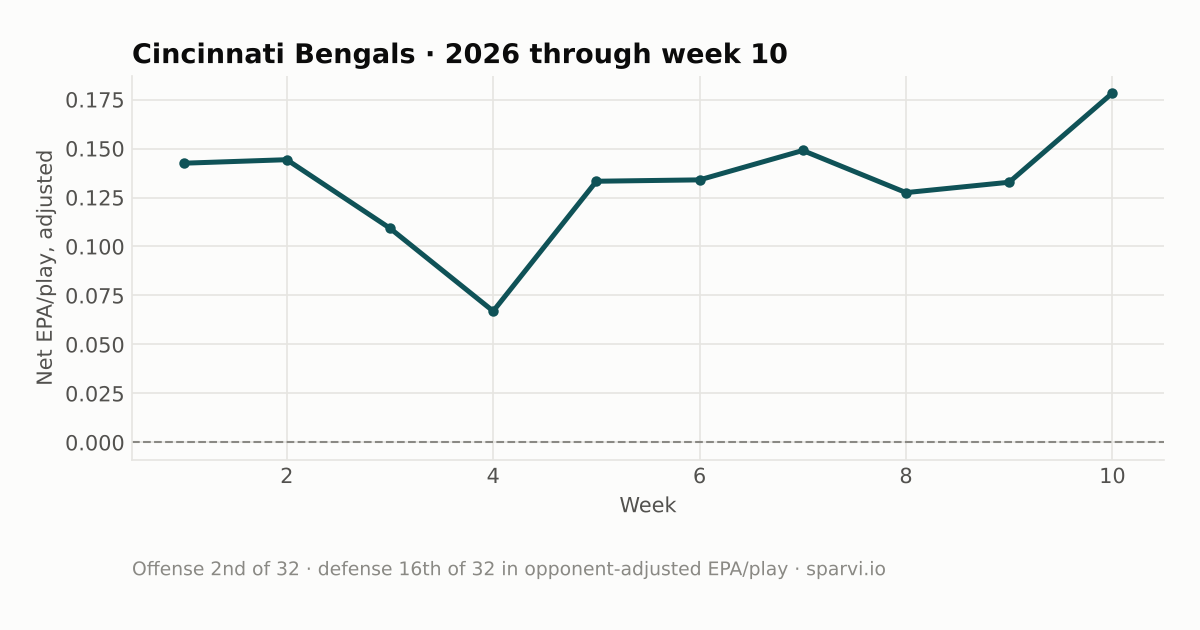 Cincinnati Bengals · 2026 through week 10
Net EPA/play, adjusted
0.175
0.150
0.125
0.100
0.075
0.050
0.025
0.000
2 4 6 8 10
Week
Offense 2nd of 32 · defense 16th of 32 in opponent-adjusted EPA/play · sparvi.io